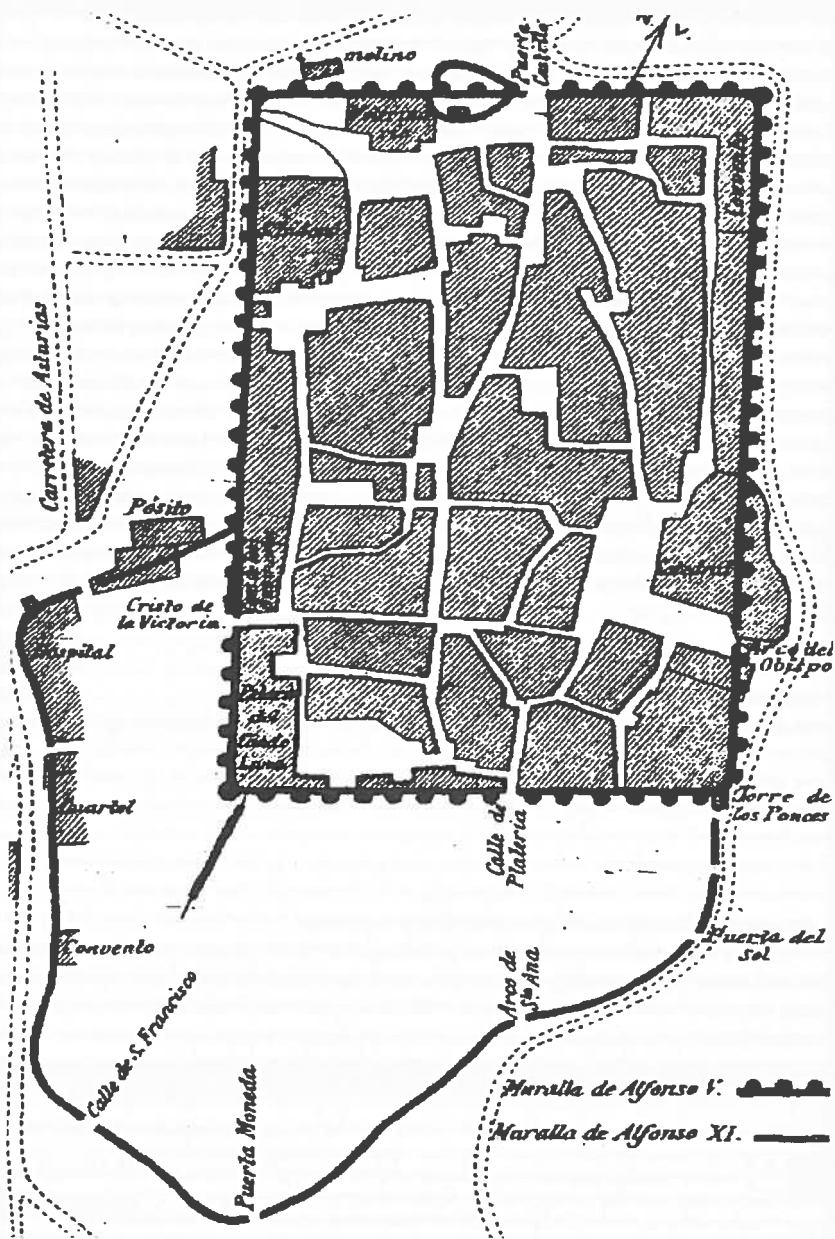 molino
Puerta
Convento
Carretera de Asturias
Pósito
Cristo de
la Victoria.
Arco del
Obispo
Hospital
del
Conde
Luna
Cuartel
Torre de
Los Ponces
Calle de
Platería
Convento
Puerta del
sol
Arco de
Sta Ana
Calle de S. Francisco
Puerta Moneda
Muralla de Alfonso V.
Muralla de Alfonso XI.